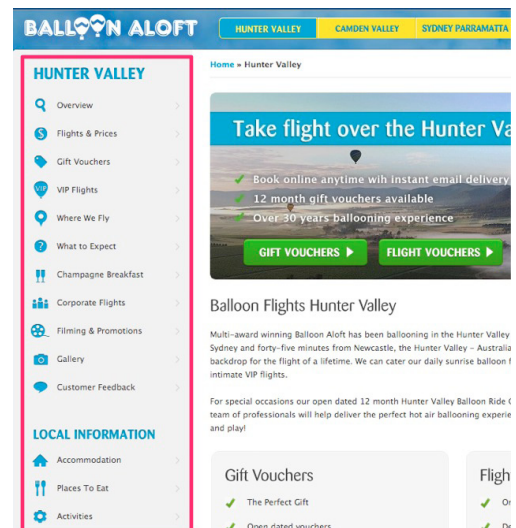 BALLOON ALOFT
HUNTER VALLEY
CAMDEN VALLEY
SYDNEY PARRAMATTA
HUNTER VALLEY
Overview
Flights & Prices
Gift Vouchers
VIP
VIP Flights
Where We Fly
What to Expect
Champagne Breakfast
Corporate Flights
Filming & Promotions
Gallery
Customer Feedback
LOCAL INFORMATION
Accommodation
Places To Eat
Activities
Home » Hunter Valley
Take flight over the Hunter Va
Book online anytime wih instant email delivery
12 month gift vouchers available
Over 30 years ballooning experience
GIFT VOUCHERS
FLIGHT VOUCHERS
Balloon Flights Hunter Valley
Multi-award winning Balloon Aloft has been ballooning in the Hunter Valley
Sydney and forty-five minutes from Newcastle, the Hunter Valley - Australia
backdrop for the flight of a lifetime. We can cater our daily sunrise balloon f
intimate VIP flights.
For special occasions our open dated 12 month Hunter Valley Balloon Ride
team of professionals will help deliver the perfect hot air ballooning experie
and play!
Gift Vouchers
The Perfect Gift
Open dated vouchers
Fligh